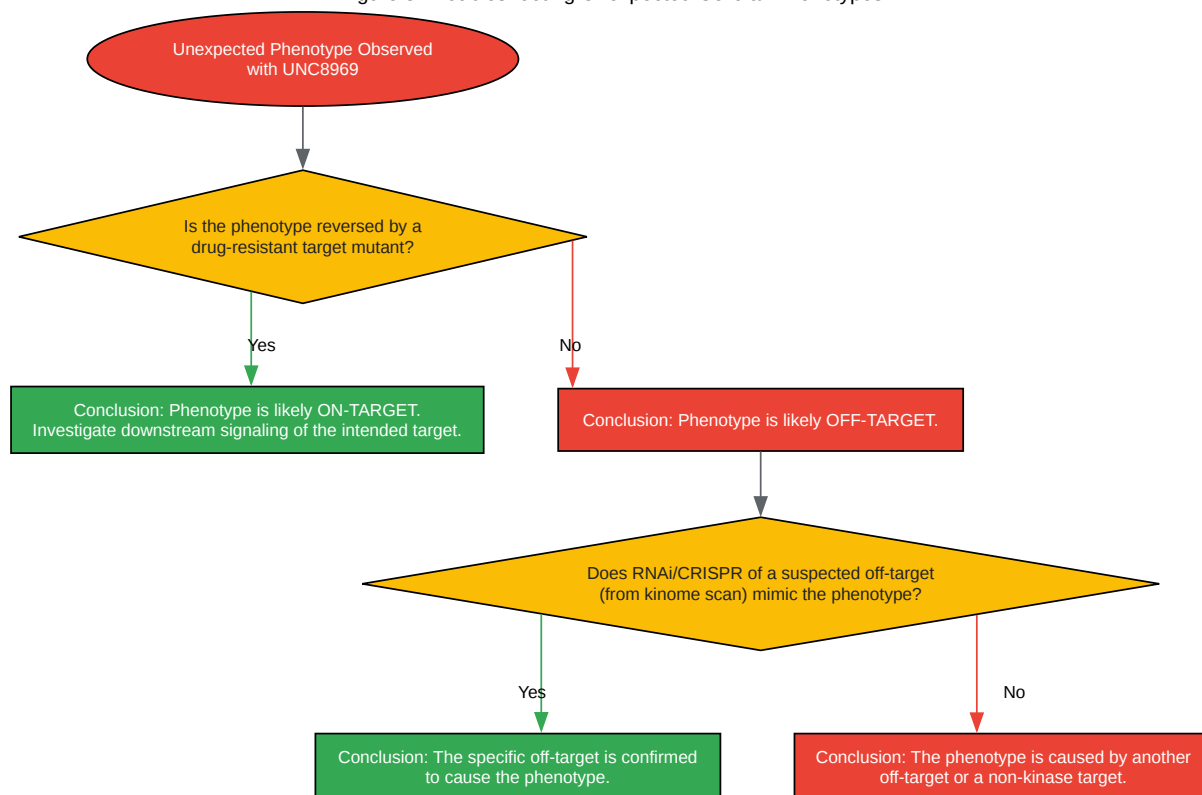 Unexpected Phenotype Observed
with UNC8969
Is the phenotype reversed by a
drug-resistant target mutant?
Yes
No
Conclusion: Phenotype is likely ON-TARGET.
Investigate downstream signaling of the intended target.
Conclusion: Phenotype is likely OFF-TARGET.
Does RNAi/CRISPR of a suspected off-target
(from kinome scan) mimic the phenotype?
Yes
No
Conclusion: The specific off-target is confirmed
to cause the phenotype.
Conclusion: The phenotype is caused by another
off-target or a non-kinase target.